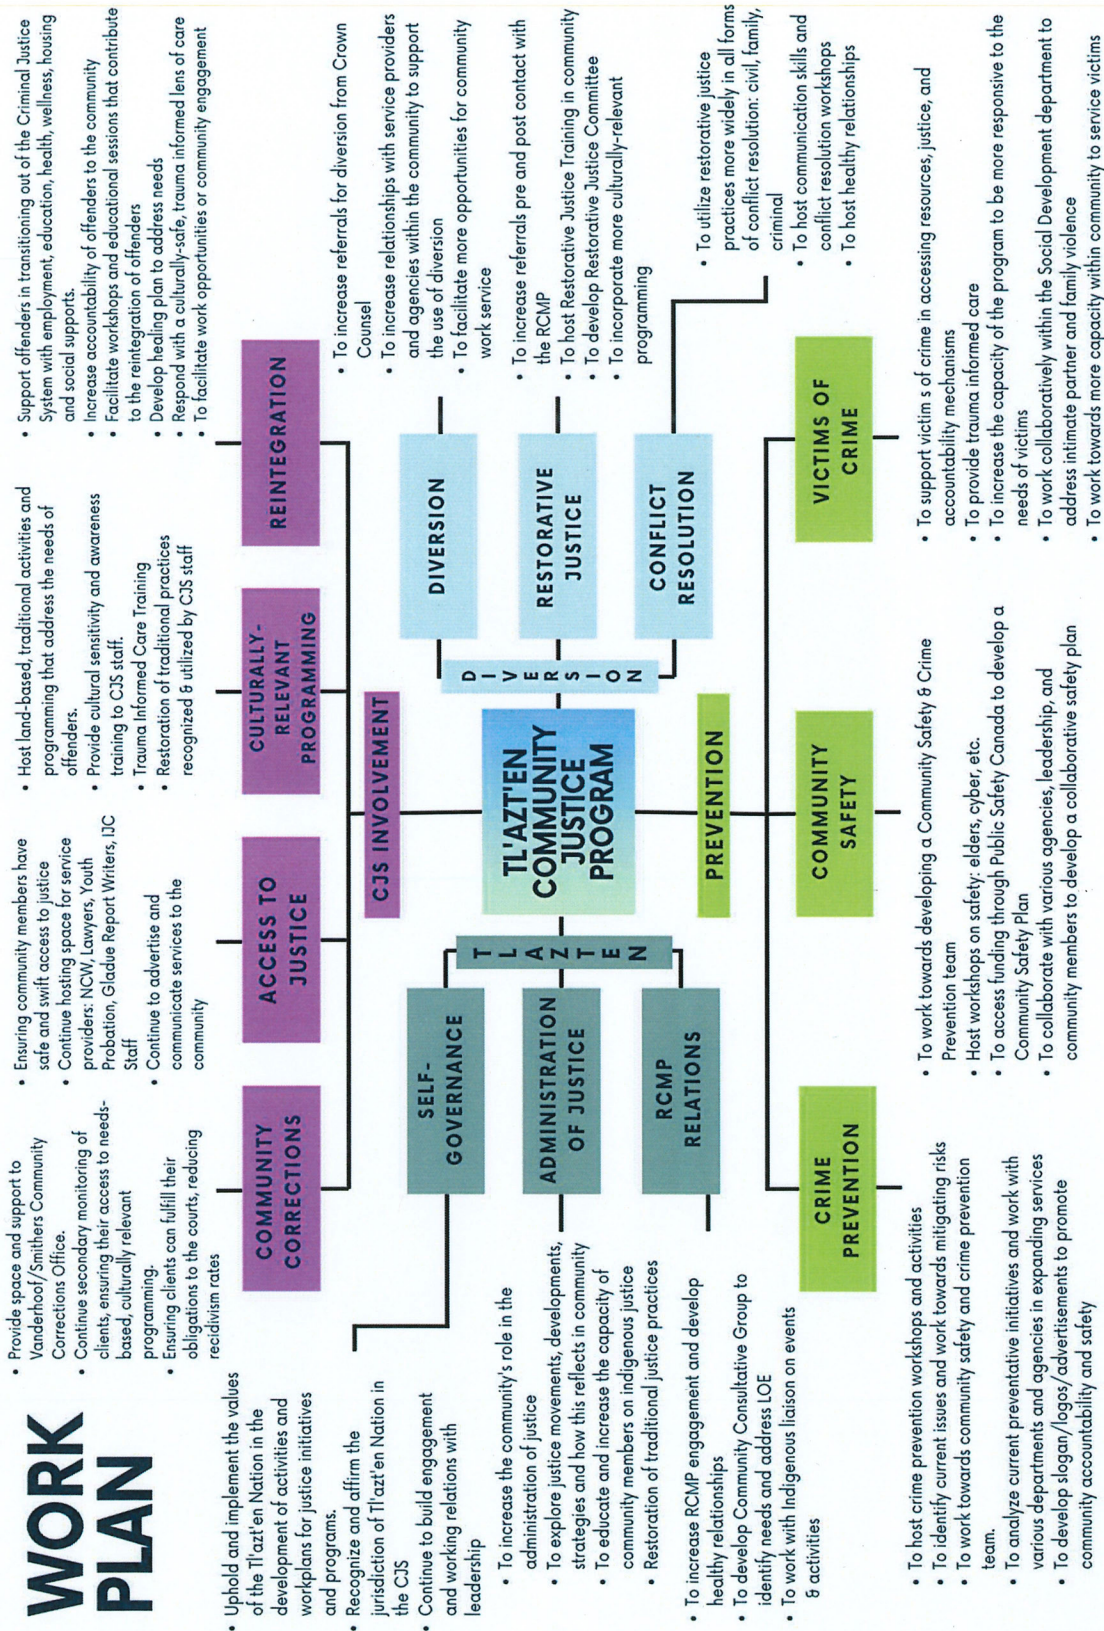 WORK
PLAN
• Provide space and support to
Vanderhoof/Smithers Community
Corrections Office.
• Continue secondary monitoring of
clients, ensuring their access to needs-
based, culturally relevant
programming.
• Ensuring clients can fulfill their
obligations to the courts, reducing
recidivism rates
• Ensuring community members have
safe and swift access to justice
• Continue hosting space for service
providers: NCW, Lawyers, Youth
Probation, Gladue Report Writers, IJC
Staff
• Continue to advertise and
communicate services to the
community
• Host land-based, traditional activities and
programming that address the needs of
offenders.
• Provide cultural sensitivity and awareness
training to CJS staff.
• Trauma Informed Care Training
• Restoration of traditional practices
recognized & utilized by CJS staff
• Support offenders in transitioning out of the Criminal Justice
System with employment, education, health, wellness, housing
and social supports.
• Increase accountability of offenders to the community
• Facilitate workshops and educational sessions that contribute
to the reintegration of offenders
• Develop healing plan to address needs
• Respond with a culturally-safe, trauma informed lens of care
• To facilitate work opportunities or community engagement
COMMUNITY
CORRECTIONS
ACCESS TO
JUSTICE
CULTURALLY-
RELEVANT
PROGRAMMING
REINTEGRATION
CJS INVOLVEMENT
• Uphold and implement the values
of the Tl'azt'en Nation in the
development of activities and
workplans for justice initiatives
and programs.
• Recognize and affirm the
jurisdiction of Tl'azt'en Nation in
the CJS
• Continue to build engagement
and working relations with
leadership
SELF-
GOVERNANCE
• To increase the community's role in the
administration of justice
• To explore justice movements, developments,
strategies and how this reflects in community
• To educate and increase the capacity of
community members on indigenous justice
• Restoration of traditional justice practices
ADMINISTRATION
OF JUSTICE
• To increase RCMP engagement and develop
healthy relationships
• To develop Community Consultative Group to
identify needs and address LOE
• To work with Indigenous liaison on events
& activities
RCMP
RELATIONS
TLAZTEN
TL'AZT'EN
COMMUNITY
JUSTICE
PROGRAM
DIVERSION
DIVERSION
• To increase referrals for diversion from Crown
Counsel
• To increase relationships with service providers
and agencies within the community to support
the use of diversion
• To facilitate more opportunities for community
work service
RESTORATIVE
JUSTICE
• To increase referrals pre and post contact with
the RCMP
• To host Restorative Justice Training in community
• To develop Restorative Justice Committee
• To incorporate more culturally-relevant
programming
CONFLICT
RESOLUTION
• To utilize restorative justice
practices more widely in all forms
of conflict resolution: civil, family,
criminal
• To host communication skills and
conflict resolution workshops
• To host healthy relationships
PREVENTION
CRIME
PREVENTION
COMMUNITY
SAFETY
VICTIMS OF
CRIME
• To host crime prevention workshops and activities
• To identify current issues and work towards mitigating risks
• To work towards community safety and crime prevention
team.
• To analyze current preventative initiatives and work with
various departments and agencies in expanding services
• To develop slogan/logos/advertisements to promote
community accountability and safety
• To work towards developing a Community Safety & Crime
Prevention team
• Host workshops on safety: elders, cyber, etc.
• To access funding through Public Safety Canada to develop a
Community Safety Plan
• To collaborate with various agencies, leadership, and
community members to develop a collaborative safety plan
• To support victim s of crime in accessing resources, justice, and
accountability mechanisms
• To provide trauma informed care
• To increase the capacity of the program to be more responsive to the
needs of victims
• To work collaboratively within the Social Development department to
address intimate partner and family violence
• To work towards more capacity within community to service victims